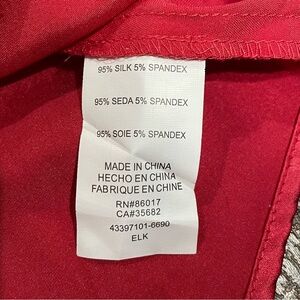 95% SILK 5% SPANDEX
95% SEDA 5% SPANDEX
95% SOIE 5% SPANDEX
MADE IN CHINA
HECHO EN CHINA
FABRIQUE EN CHINE
RN#86017
CA#35682
43397101-6690
ELK